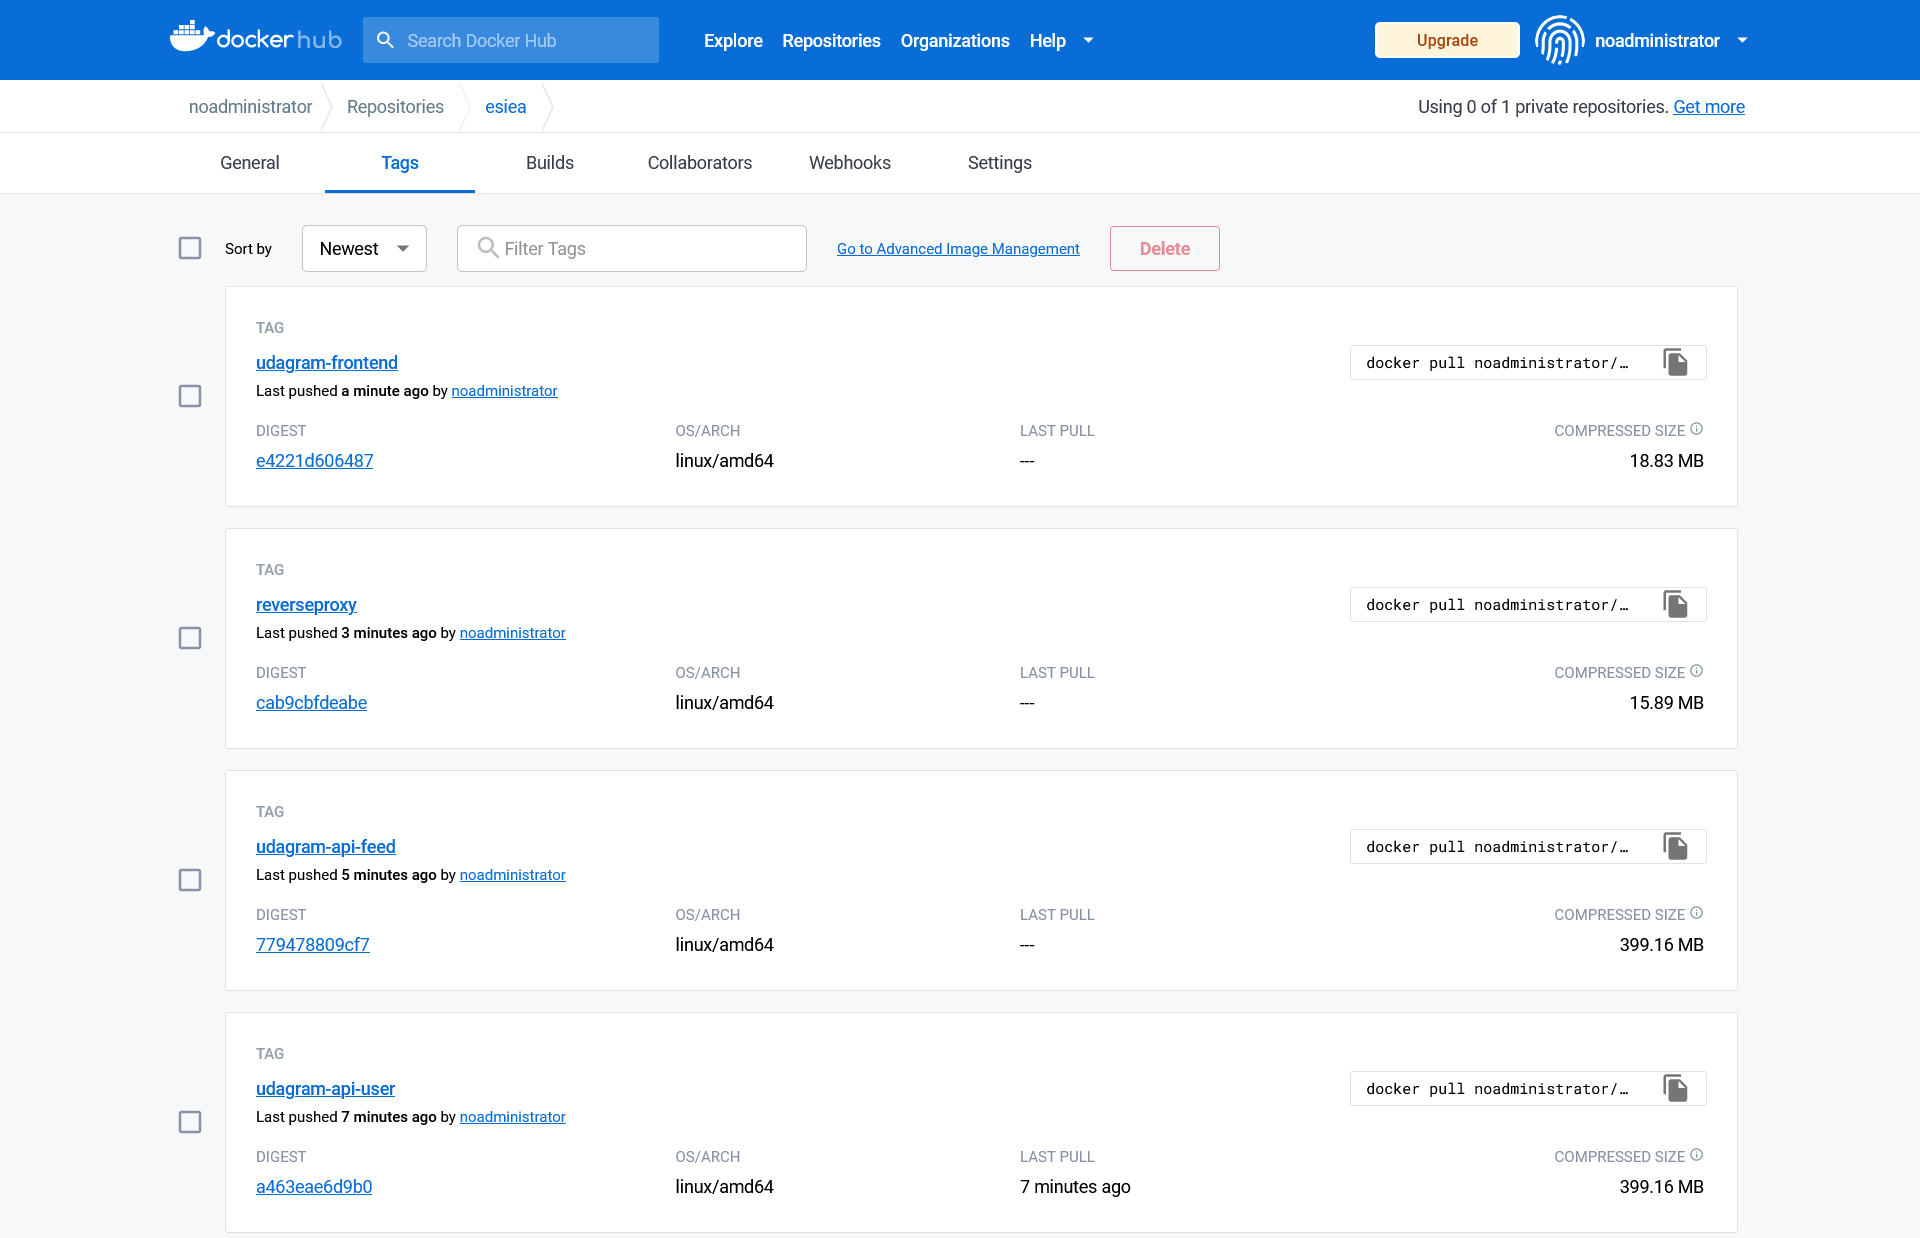 docker hub
Search Docker Hub
Explore Repositories Organizations Help
Upgrade
noadministrator
noadministrator Repositories esiea
Using 0 of 1 private repositories. Get more
General Tags Builds Collaborators Webhooks Settings
Sort by Newest Filter Tags Go to Advanced Image Management Delete
TAG
udagram-frontend
docker pull noadministrator/…
Last pushed a minute ago by noadministrator
DIGEST OS/ARCH LAST PULL COMPRESSED SIZE
e4221d606487 linux/amd64 --- 18.83 MB
TAG
reverseproxy
docker pull noadministrator/…
Last pushed 3 minutes ago by noadministrator
DIGEST OS/ARCH LAST PULL COMPRESSED SIZE
cab9cbfdeabe linux/amd64 --- 15.89 MB
TAG
udagram-api-feed
docker pull noadministrator/…
Last pushed 5 minutes ago by noadministrator
DIGEST OS/ARCH LAST PULL COMPRESSED SIZE
779478809cf7 linux/amd64 --- 399.16 MB
TAG
udagram-api-user
docker pull noadministrator/…
Last pushed 7 minutes ago by noadministrator
DIGEST OS/ARCH LAST PULL COMPRESSED SIZE
a463eae6d9b0 linux/amd64 7 minutes ago 399.16 MB